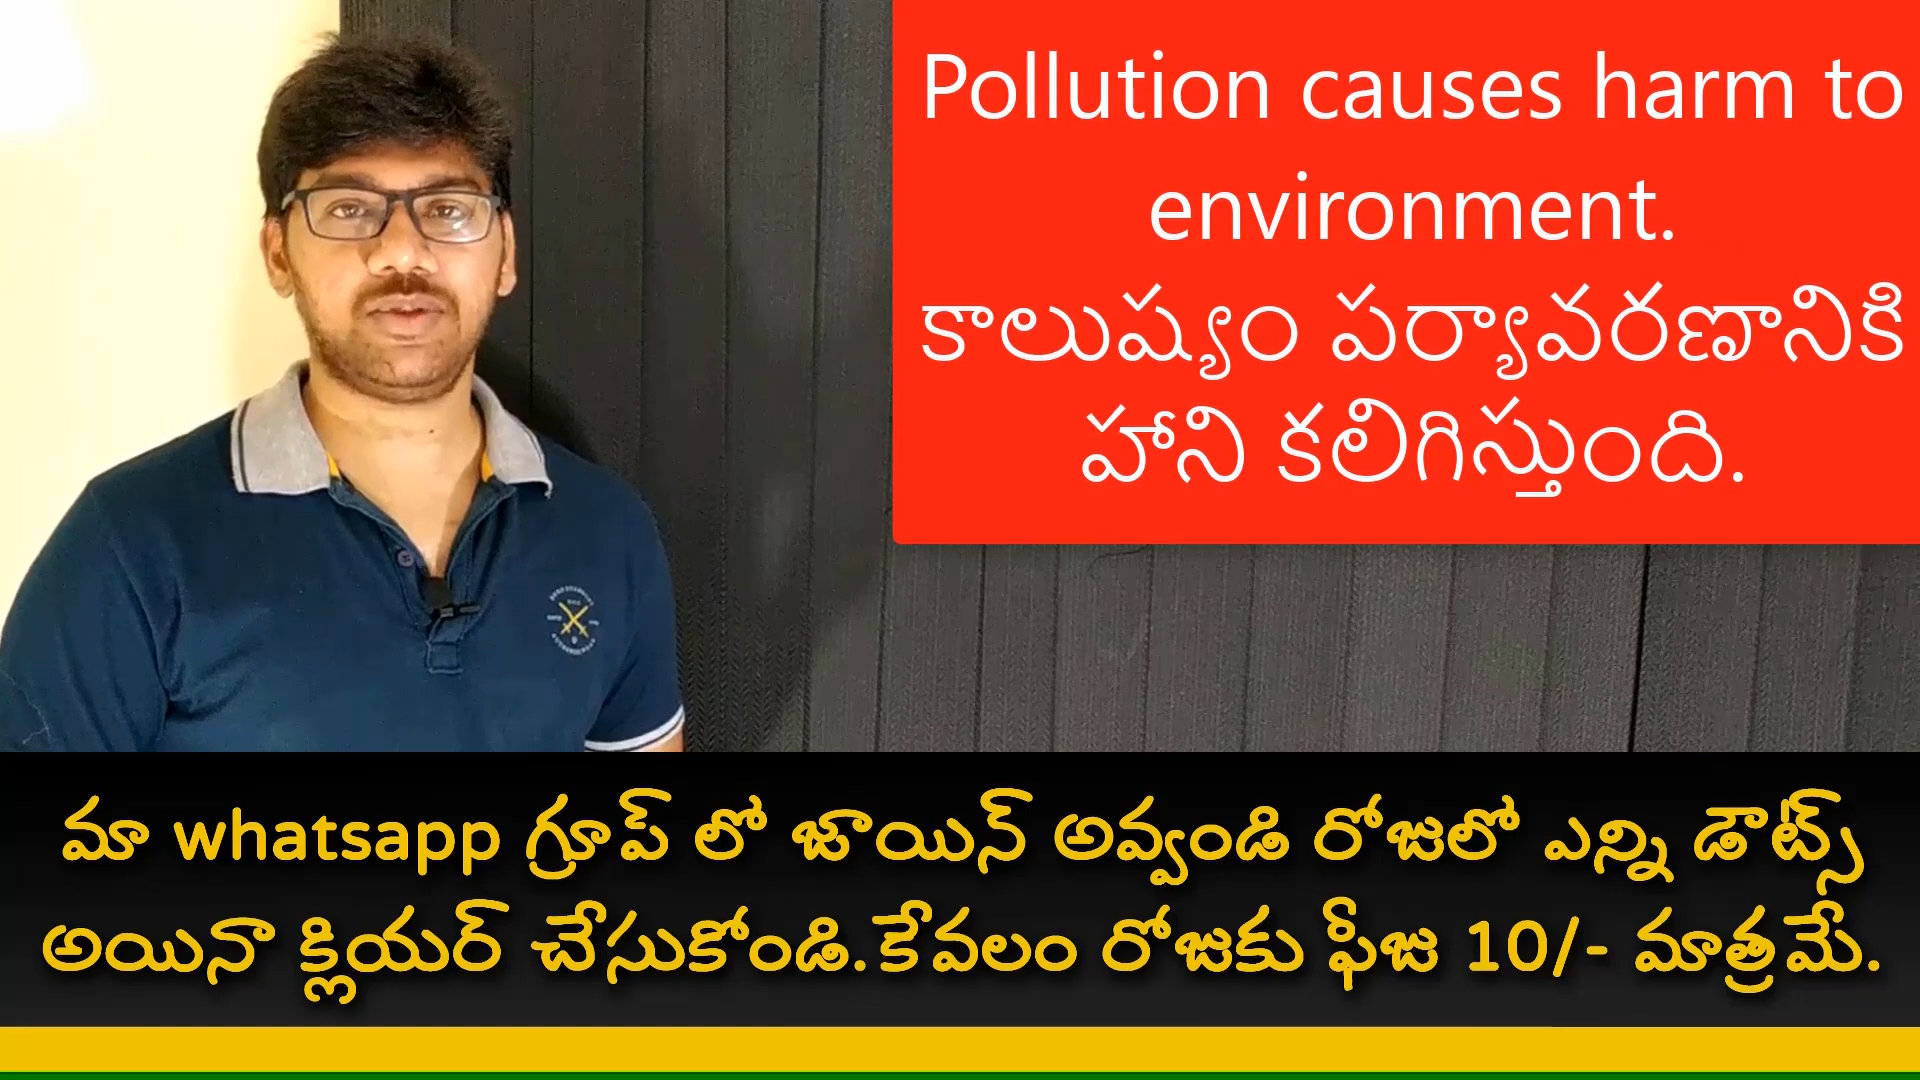 Pollution causes harm to
environment.
కాలుష్యం పర్యావరణానికి
హాని కలిగిస్తుంది.
మా whatsapp గ్రూప్ లో జాయిన్ అవ్వండి రోజులో ఎన్ని డౌట్స్
అయినా క్లియర్ చేసుకోండి.కేవలం రోజుకు ఫీజు 10/- మాత్రమే.